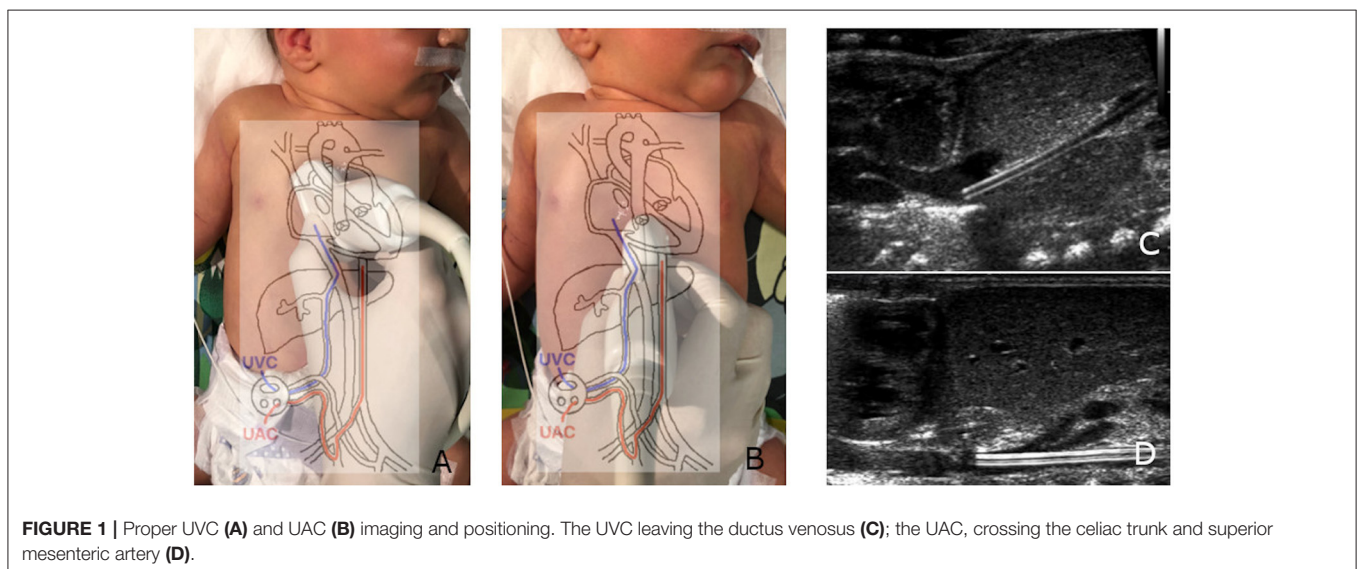 UVC
UAC
A
UVC
UAC
B
C
D
FIGURE 1 | Proper UVC (A) and UAC (B) imaging and positioning. The UVC leaving the ductus venosus (C); the UAC, crossing the celiac trunk and superior
mesenteric artery (D).